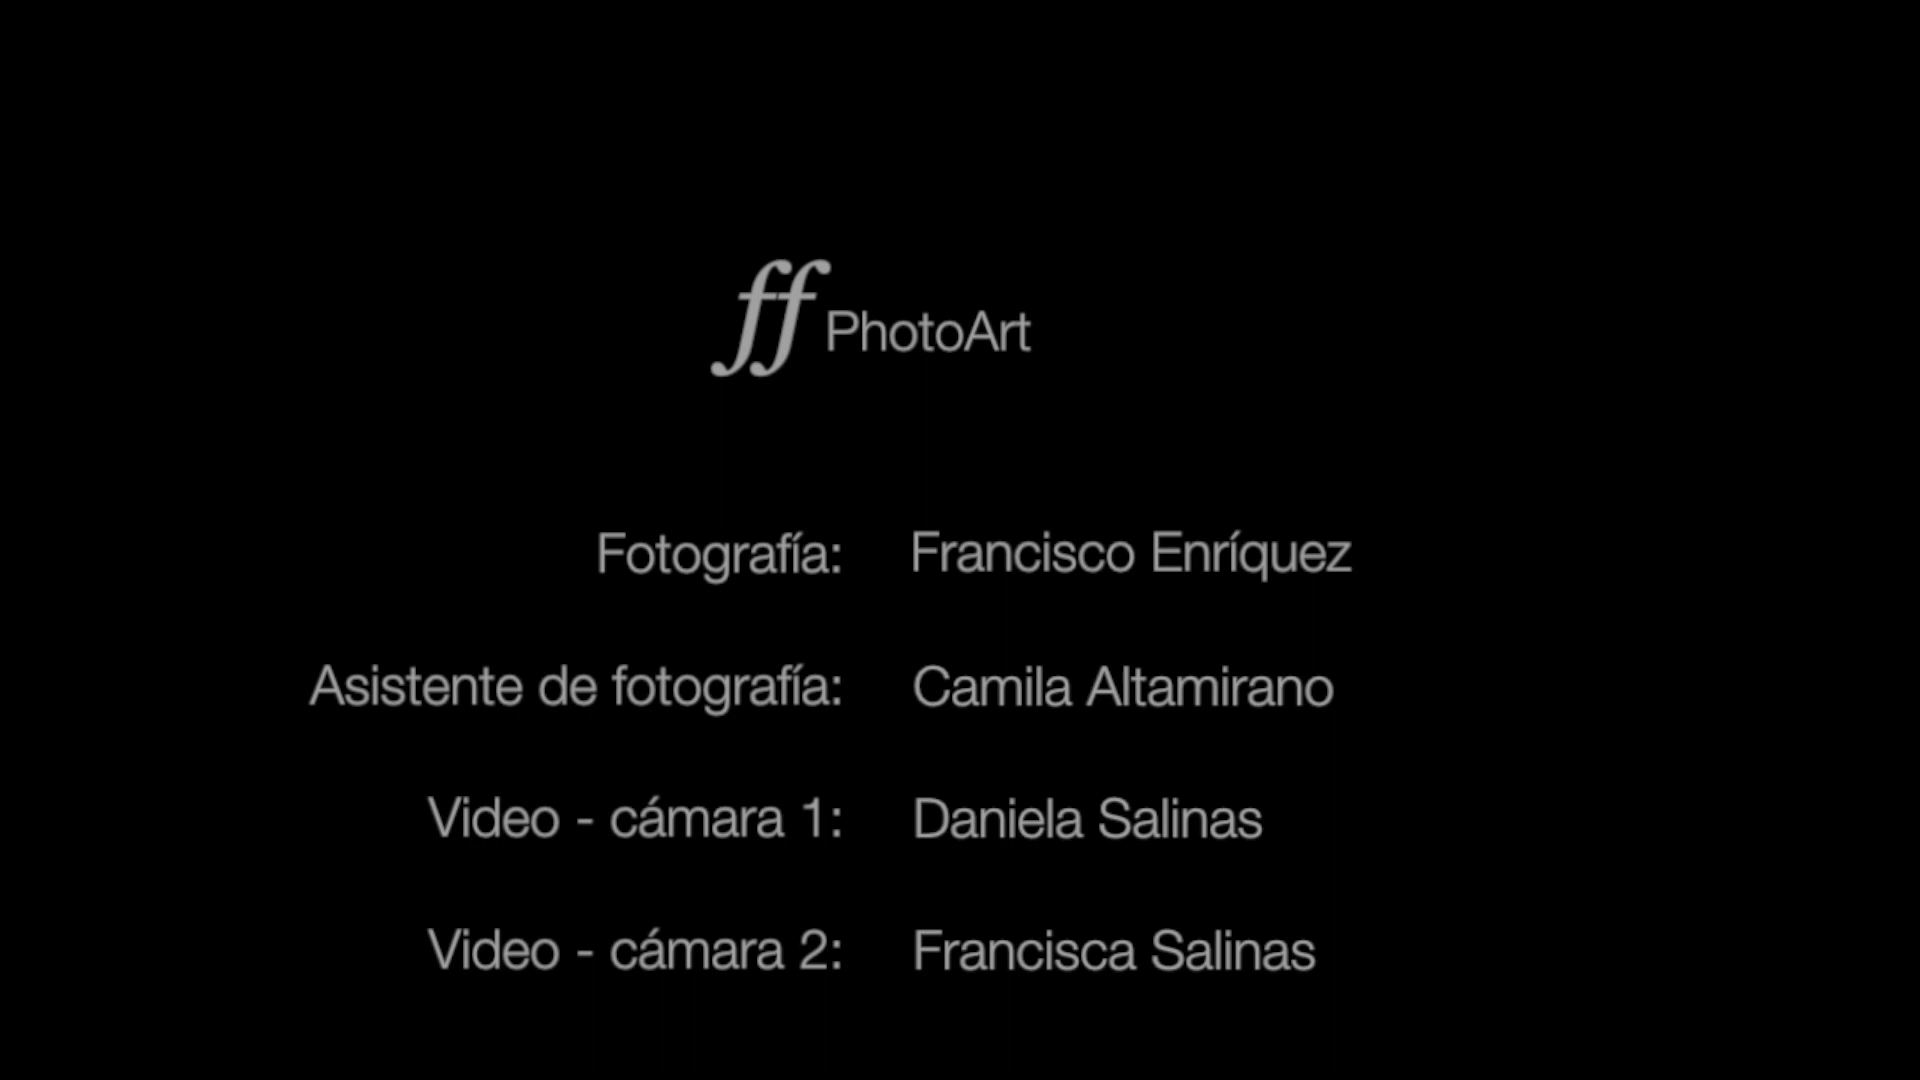 ff PhotoArt
Fotografía: Francisco Enríquez
Asistente de fotografía: Camila Altamirano
Video - cámara 1: Daniela Salinas
Video - cámara 2: Francisca Salinas